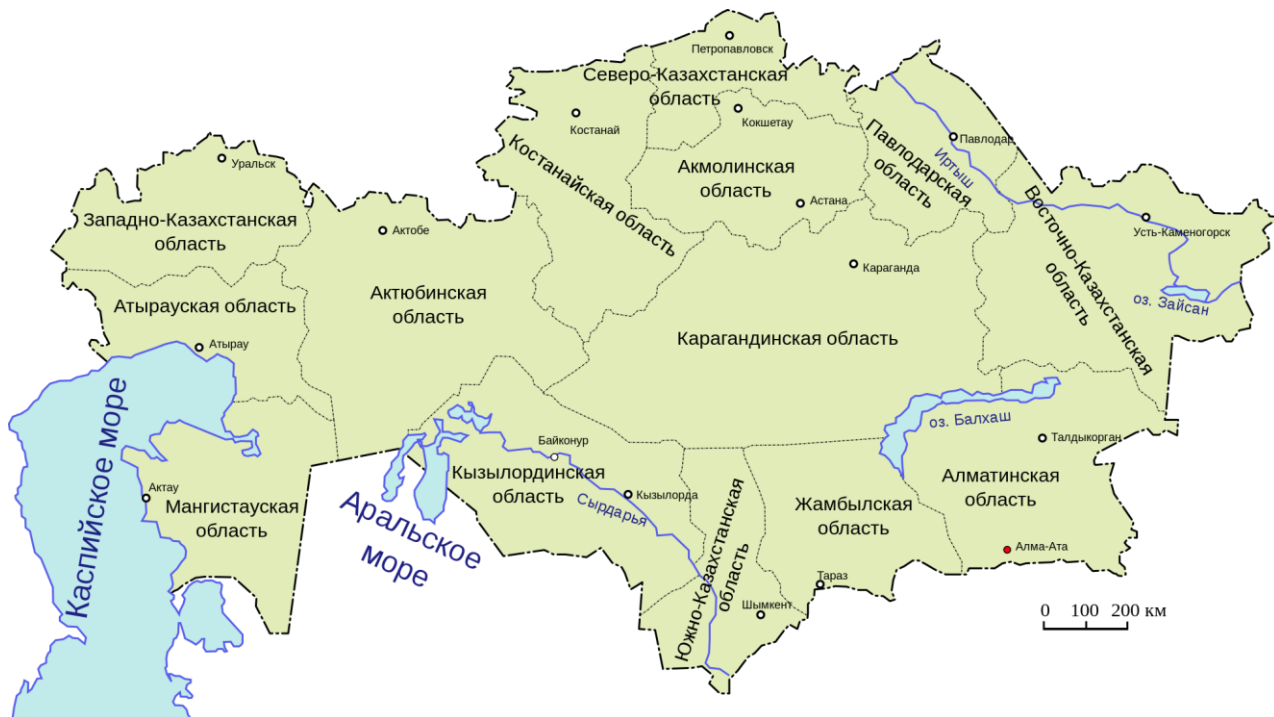 Петропавловск
Северо-Казахстанская
область
Костанай
Кокшетау
Павлодар
Павлодарская
область
Иртыш
Костанайская область
Акмолинская
область
Астана
Уральск
Западно-Казахстанская
область
Актобе
Караганда
Восточно-Казахстанская
область
Усть-Каменогорск
оз. Зайсан
Атырауская область
Актюбинская
область
Атырау
Карагандинская область
Каспийское море
оз. Балхаш
Талдыкорган
Байконур
Кызылординская
область
Кызылорда
Сырдарья
Аральское
море
Актау
Мангистауская
область
Южно-Казахстанская
область
Жамбылская
область
Алматинская
область
Алма-Ата
Тараз
Шымкент
0 100 200 км